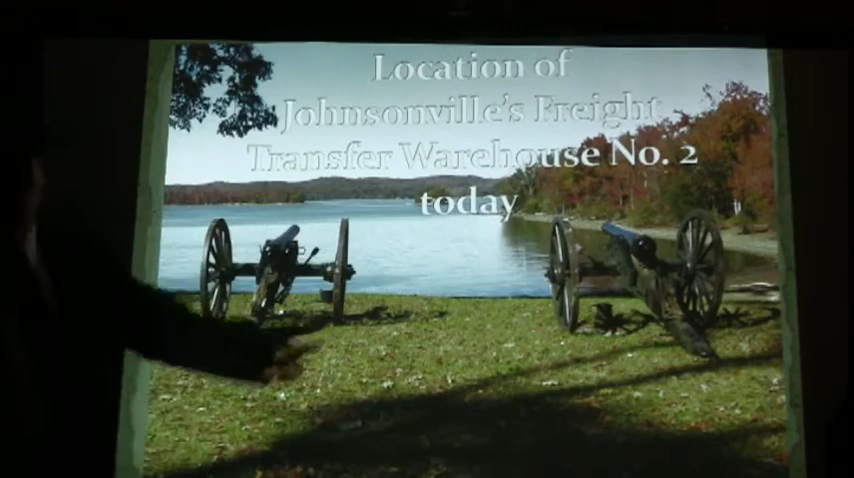 Location of
Johnsonville's Freight
Transfer Warehouse No. 2
today